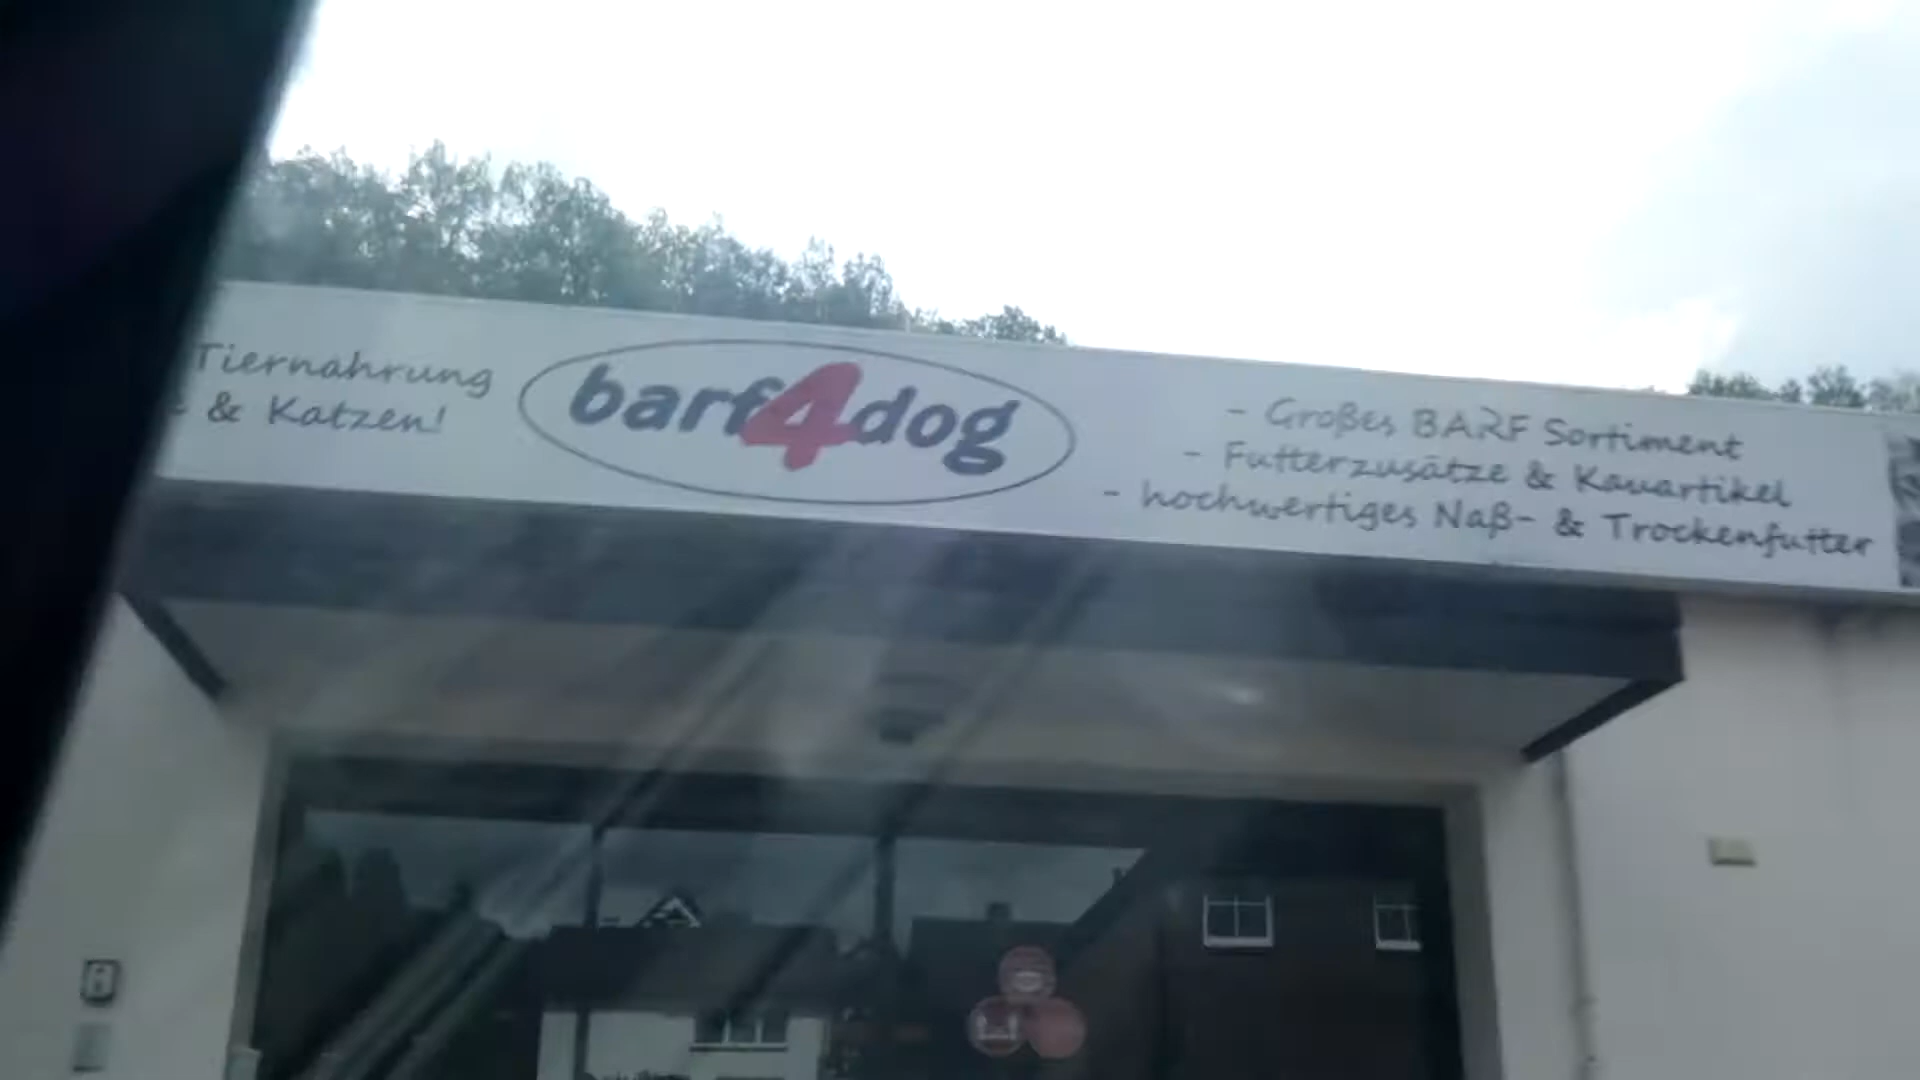 Tiernahrung
& Katzen!
barf4dog
- Großes BARF Sortiment
- Futterzusätze & Kauartikel
- hochwertiges Naß- & Trockenfutter